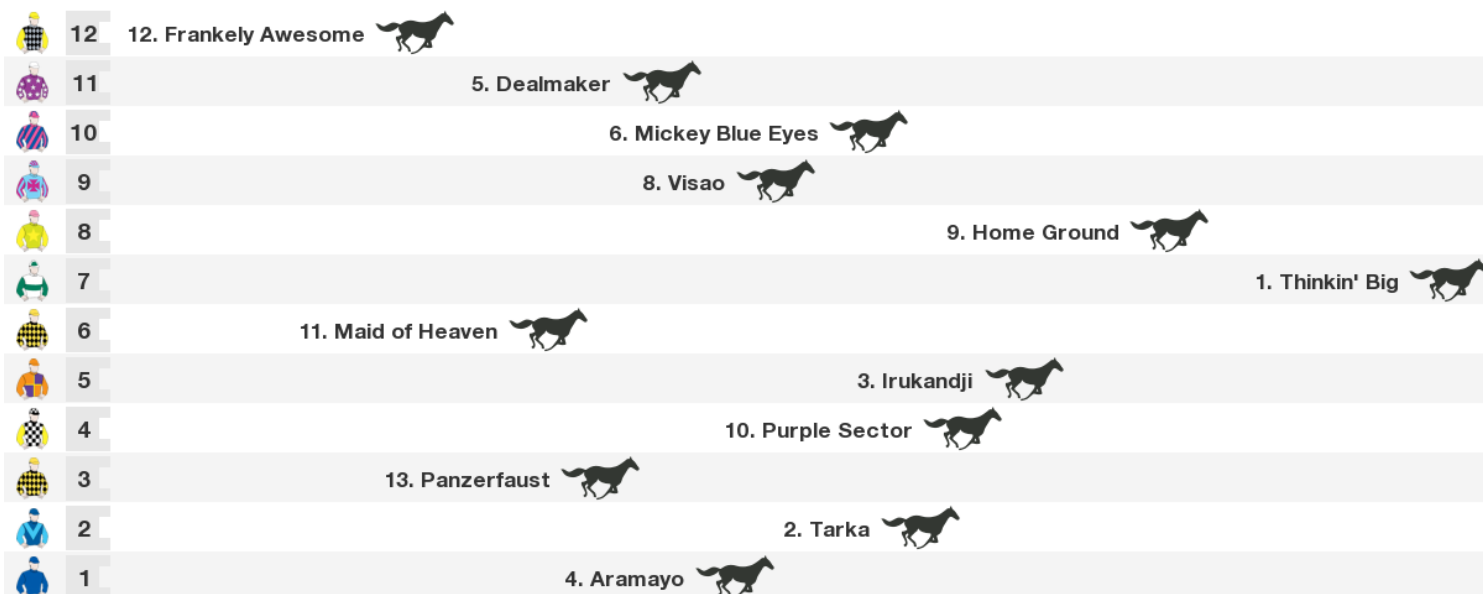 12 12. Frankely Awesome
11 5. Dealmaker
10 6. Mickey Blue Eyes
9 8. Visao
8 9. Home Ground
7 1. Thinkin' Big
6 11. Maid of Heaven
5 3. Irukandji
4 10. Purple Sector
3 13. Panzerfaust
2 2. Tarka
1 4. Aramayo